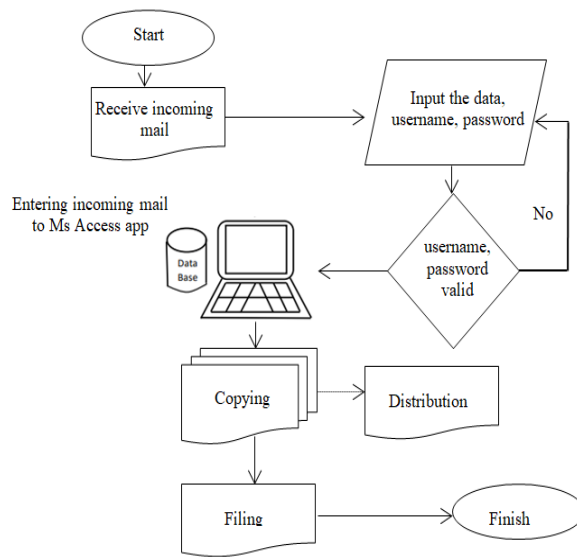 Start
Receive incoming
mail
Input the data,
username, password
Entering incoming mail
to Ms Access app
Data
Base
username,
password
valid
No
Copying
Distribution
Filing
Finish